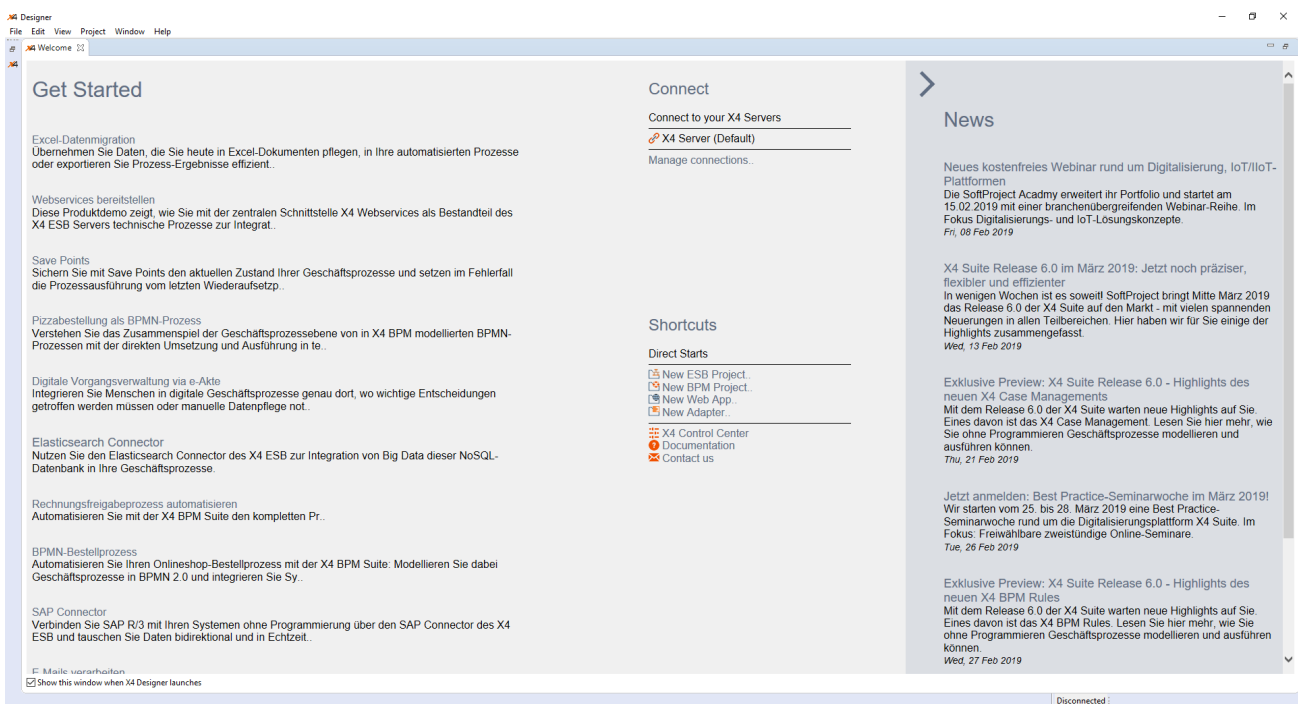 X4 Designer
File Edit View Project Window Help
X4 Welcome
Get Started
Excel-Datenmigration
Übernehmen Sie Daten, die Sie heute in Excel-Dokumenten pflegen, in Ihre automatisierten Prozesse
oder exportieren Sie Prozess-Ergebnisse effizient..
Webservices bereitstellen
Diese Produktdemo zeigt, wie Sie mit der zentralen Schnittstelle X4 Webservices als Bestandteil des
X4 ESB Servers technische Prozesse zur Integrat..
Save Points
Sichern Sie mit Save Points den aktuellen Zustand Ihrer Geschäftsprozesse und setzen im Fehlerfall
die Prozessausführung vom letzten Wiederaufsetzp..
Pizzabestellung als BPMN-Prozess
Verstehen Sie das Zusammenspiel der Geschäftsprozessebene von in X4 BPM modellierten BPMN-
Prozessen mit der direkten Umsetzung und Ausführung in te..
Digitale Vorgangsverwaltung via e-Akte
Integrieren Sie Menschen in digitale Geschäftsprozesse genau dort, wo wichtige Entscheidungen
getroffen werden müssen oder manuelle Datenpflege not..
Elasticsearch Connector
Nutzen Sie den Elasticsearch Connector des X4 ESB zur Integration von Big Data dieser NoSQL-
Datenbank in Ihre Geschäftsprozesse.
Rechnungsfreigabeprozess automatisieren
Automatisieren Sie mit der X4 BPM Suite den kompletten Pr..
BPMN-Bestellprozess
Automatisieren Sie Ihren Onlineshop-Bestellprozess mit der X4 BPM Suite: Modellieren Sie dabei
Geschäftsprozesse in BPMN 2.0 und integrieren Sie Sy..
SAP Connector
Verbinden Sie SAP R/3 mit Ihren Systemen ohne Programmierung über den SAP Connector des X4
ESB und tauschen Sie Daten bidirektional und in Echtzeit..
E-Mails verarbeiten
Connect
Connect to your X4 Servers
X4 Server (Default)
Manage connections..
Shortcuts
Direct Starts
New ESB Project..
New BPM Project..
New Web App..
New Adapter..
X4 Control Center
Documentation
Contact us
News
Neues kostenfreies Webinar rund um Digitalisierung, IoT/IIoT-
Plattformen
Die SoftProject Acadmy erweitert ihr Portfolio und startet am
15.02.2019 mit einer branchenübergreifenden Webinar-Reihe. Im
Fokus Digitalisierungs- und IoT-Lösungskonzepte.
Fri, 08 Feb 2019
X4 Suite Release 6.0 im März 2019: Jetzt noch präziser,
flexibler und effizienter
In wenigen Wochen ist es soweit! SoftProject bringt Mitte März 2019
das Release 6.0 der X4 Suite auf den Markt - mit vielen spannenden
Neuerungen in allen Teilbereichen. Hier haben wir für Sie einige der
Highlights zusammengefasst.
Wed, 13 Feb 2019
Exklusive Preview: X4 Suite Release 6.0 - Highlights des
neuen X4 Case Managements
Mit dem Release 6.0 der X4 Suite warten neue Highlights auf Sie.
Eines davon ist das X4 Case Management. Lesen Sie hier mehr, wie
Sie ohne Programmieren Geschäftsprozesse modellieren und
ausführen können.
Thu, 21 Feb 2019
Jetzt anmelden: Best Practice-Seminarwoche im März 2019!
Wir starten vom 25. bis 28. März 2019 eine Best Practice-
Seminarwoche rund um die Digitalisierungsplattform X4 Suite. Im
Fokus: Freiwählbare zweistündige Online-Seminare.
Tue, 26 Feb 2019
Exklusive Preview: X4 Suite Release 6.0 - Highlights des
neuen X4 BPM Rules
Mit dem Release 6.0 der X4 Suite warten neue Highlights auf Sie.
Eines davon ist das X4 BPM Rules. Lesen Sie hier mehr, wie Sie
ohne Programmieren Geschäftsprozesse modellieren und ausführen
können.
Wed, 27 Feb 2019
Show this window when X4 Designer launches
Disconnected